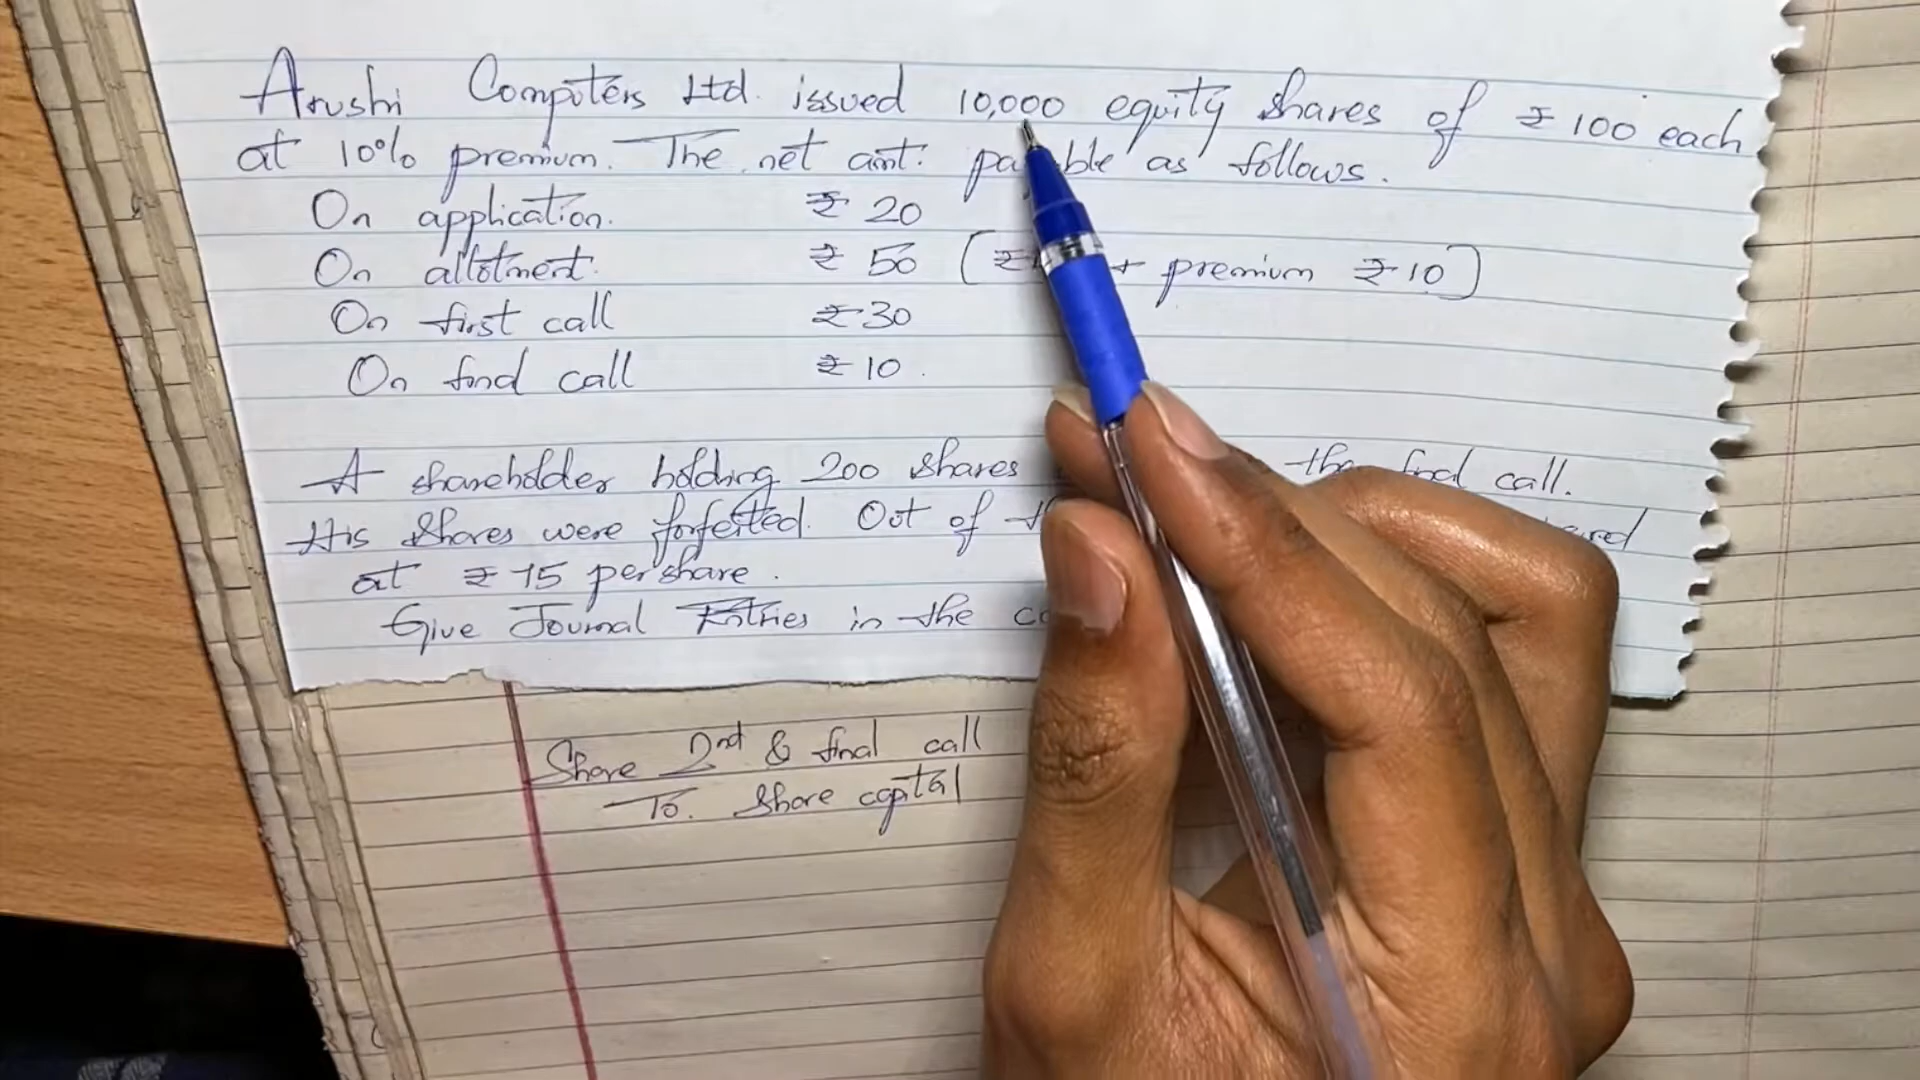 Arushi Computers Ltd. issued 10,000 equity shares of ₹ 100 each
at 10% premium. The net amt. payable as follows.
On application. ₹ 20
On allotment. ₹ 50 [₹ + premium ₹ 10]
On first call ₹ 30
On final call ₹ 10.
A shareholder holding 200 shares the final call.
His shares were forfeited. Out of
at ₹ 75 per share.
Give Journal Entries in the
Share 2nd & final call
To. Share capital